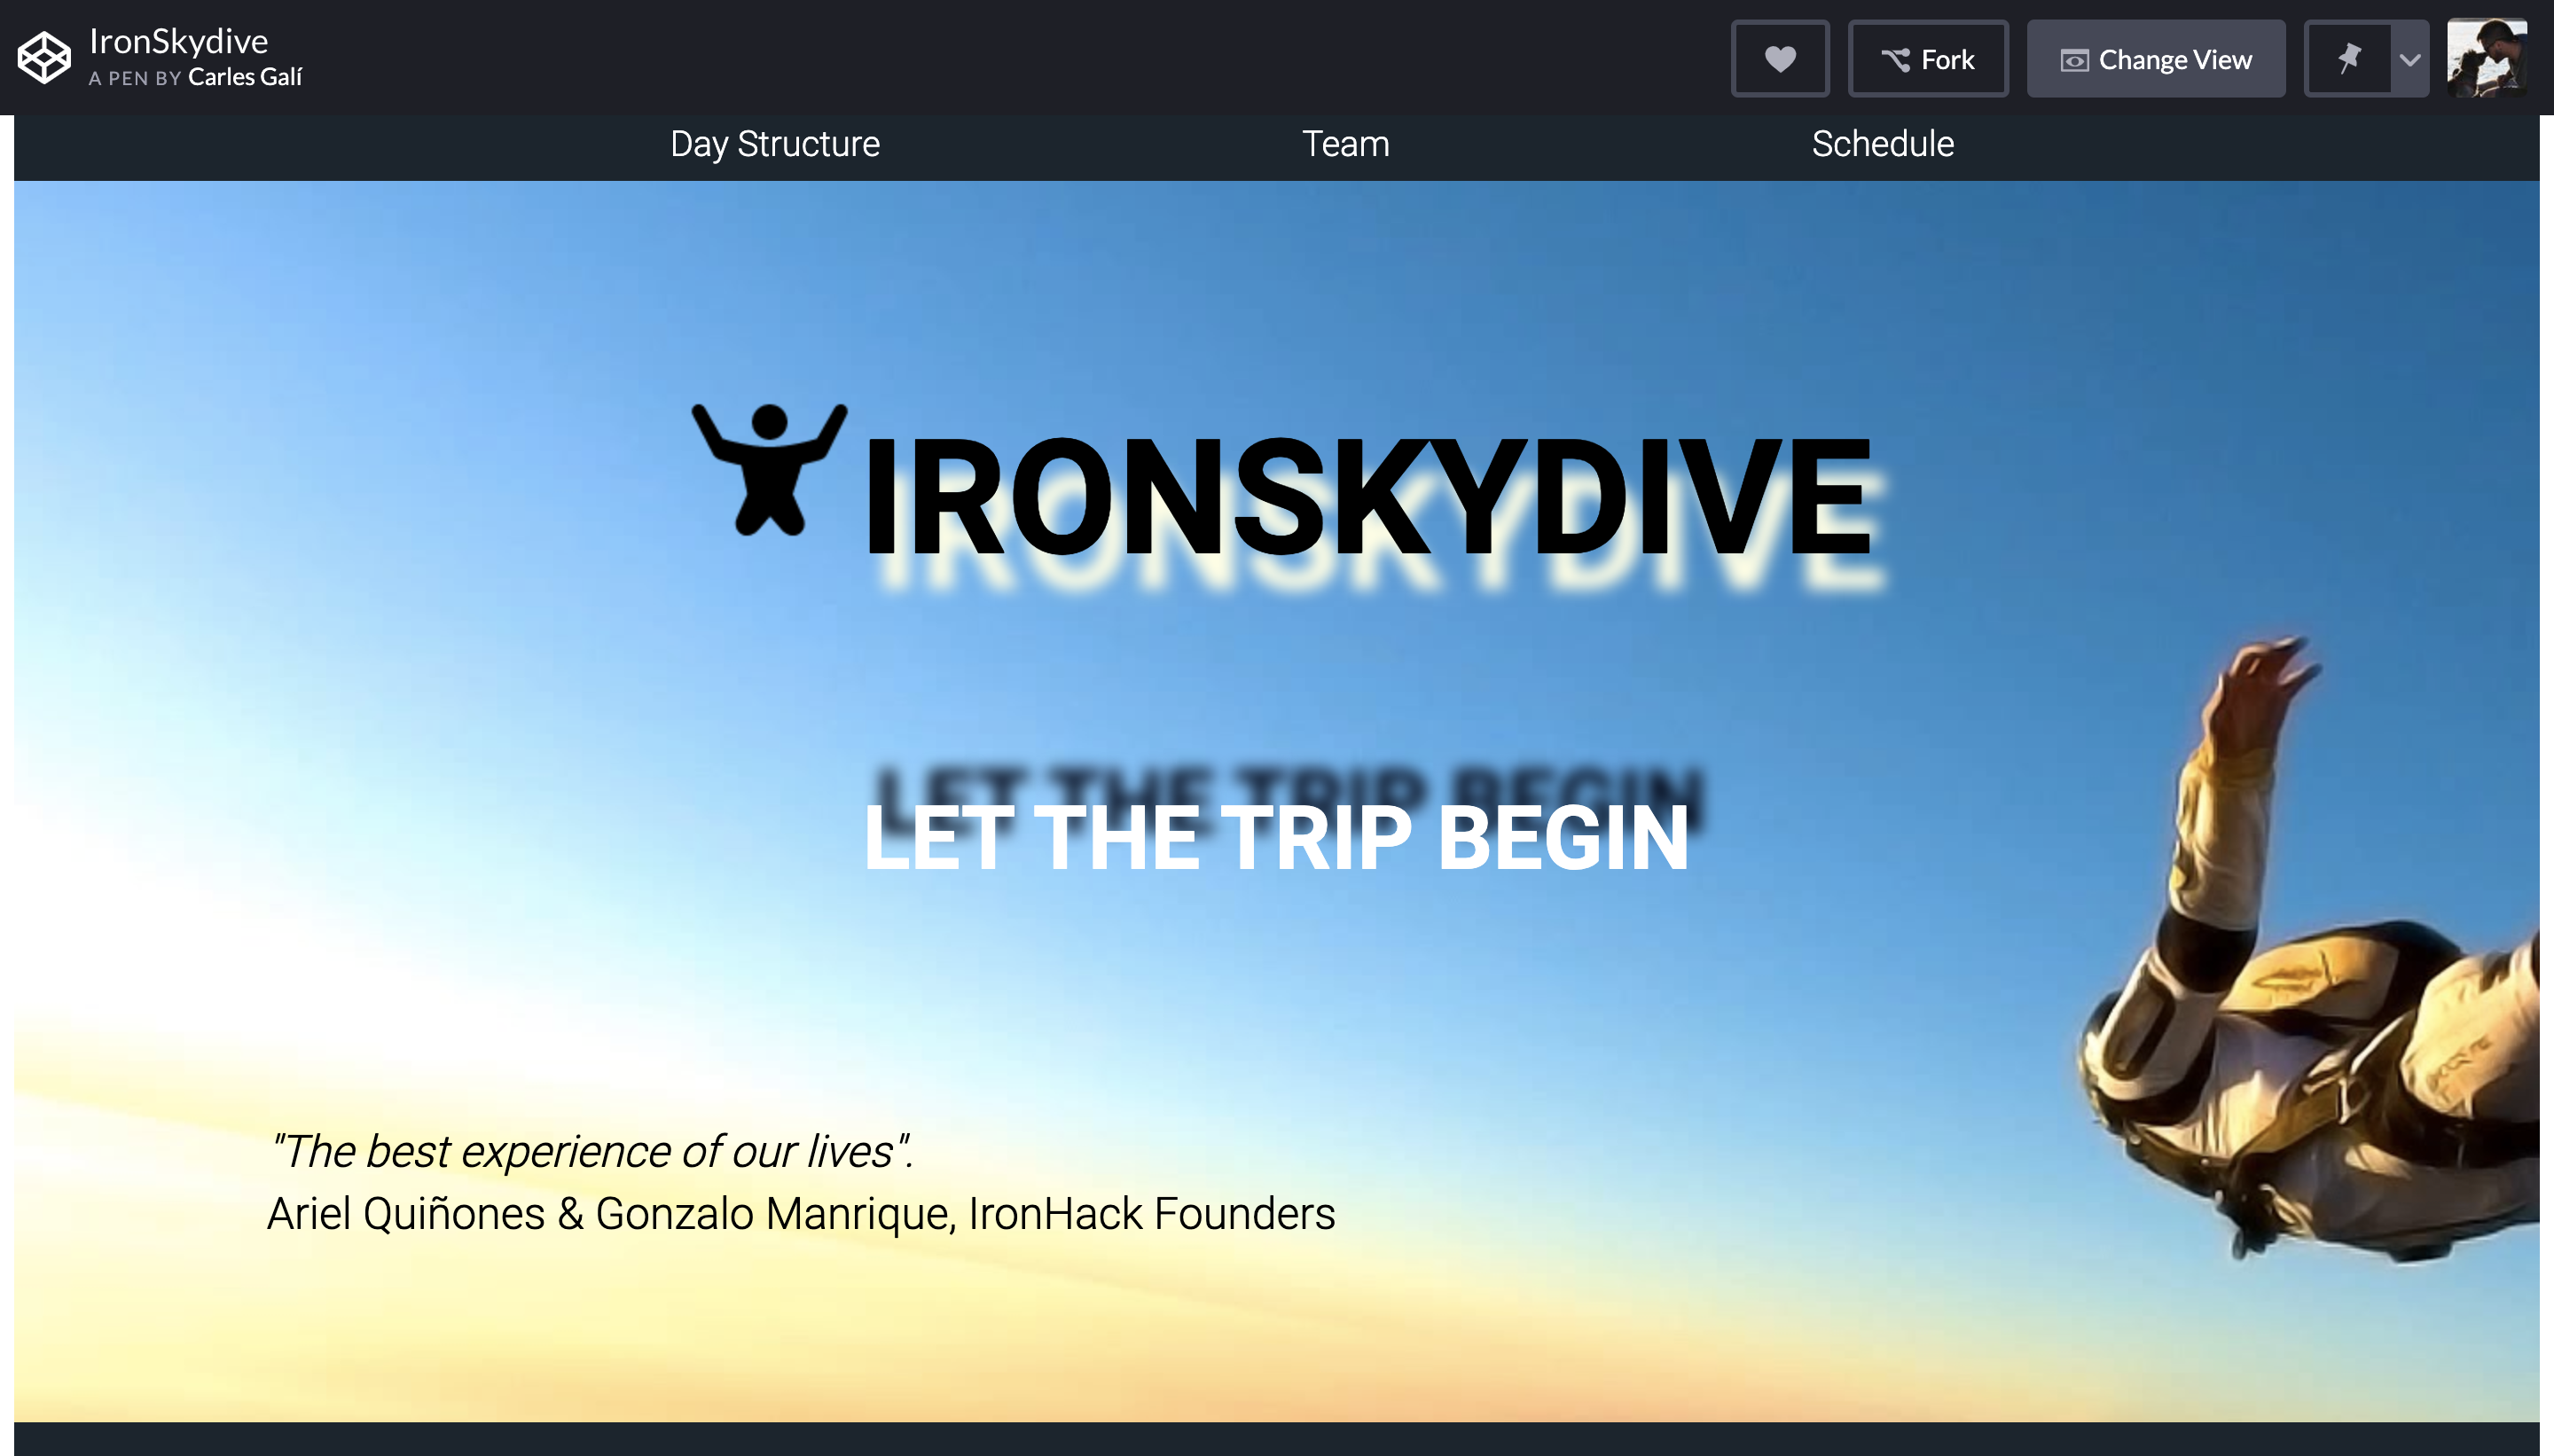 IronSkydive
A PEN BY Carles Galí
Fork
Change View
Day Structure
Team
Schedule
IRONSKYDIVE
LET THE TRIP BEGIN
"The best experience of our lives".
Ariel Quiñones & Gonzalo Manrique, IronHack Founders